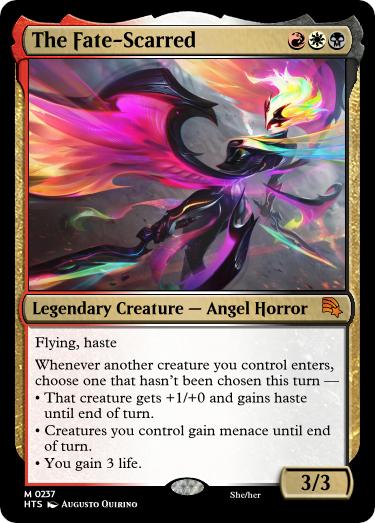 The Fate-Scarred
Legendary Creature — Angel Horror
Flying, haste
Whenever another creature you control enters,
choose one that hasn't been chosen this turn —
• That creature gets +1/+0 and gains haste
until end of turn.
• Creatures you control gain menace until end
of turn.
• You gain 3 life.
3/3
M 0237
HTS Augusto Quirino
She/her